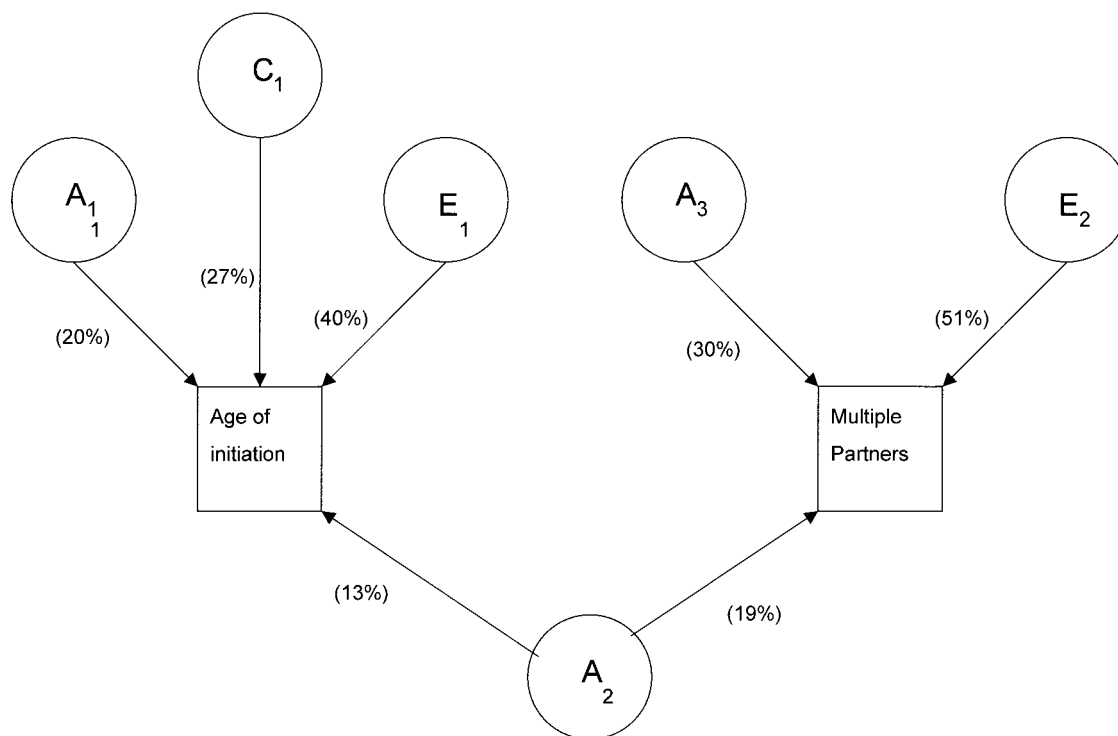 C1
A1 1
E1
A3
E2
(27%)
(20%)
(40%)
(30%)
(51%)
Age of
initiation
Multiple
Partners
(13%)
(19%)
A2